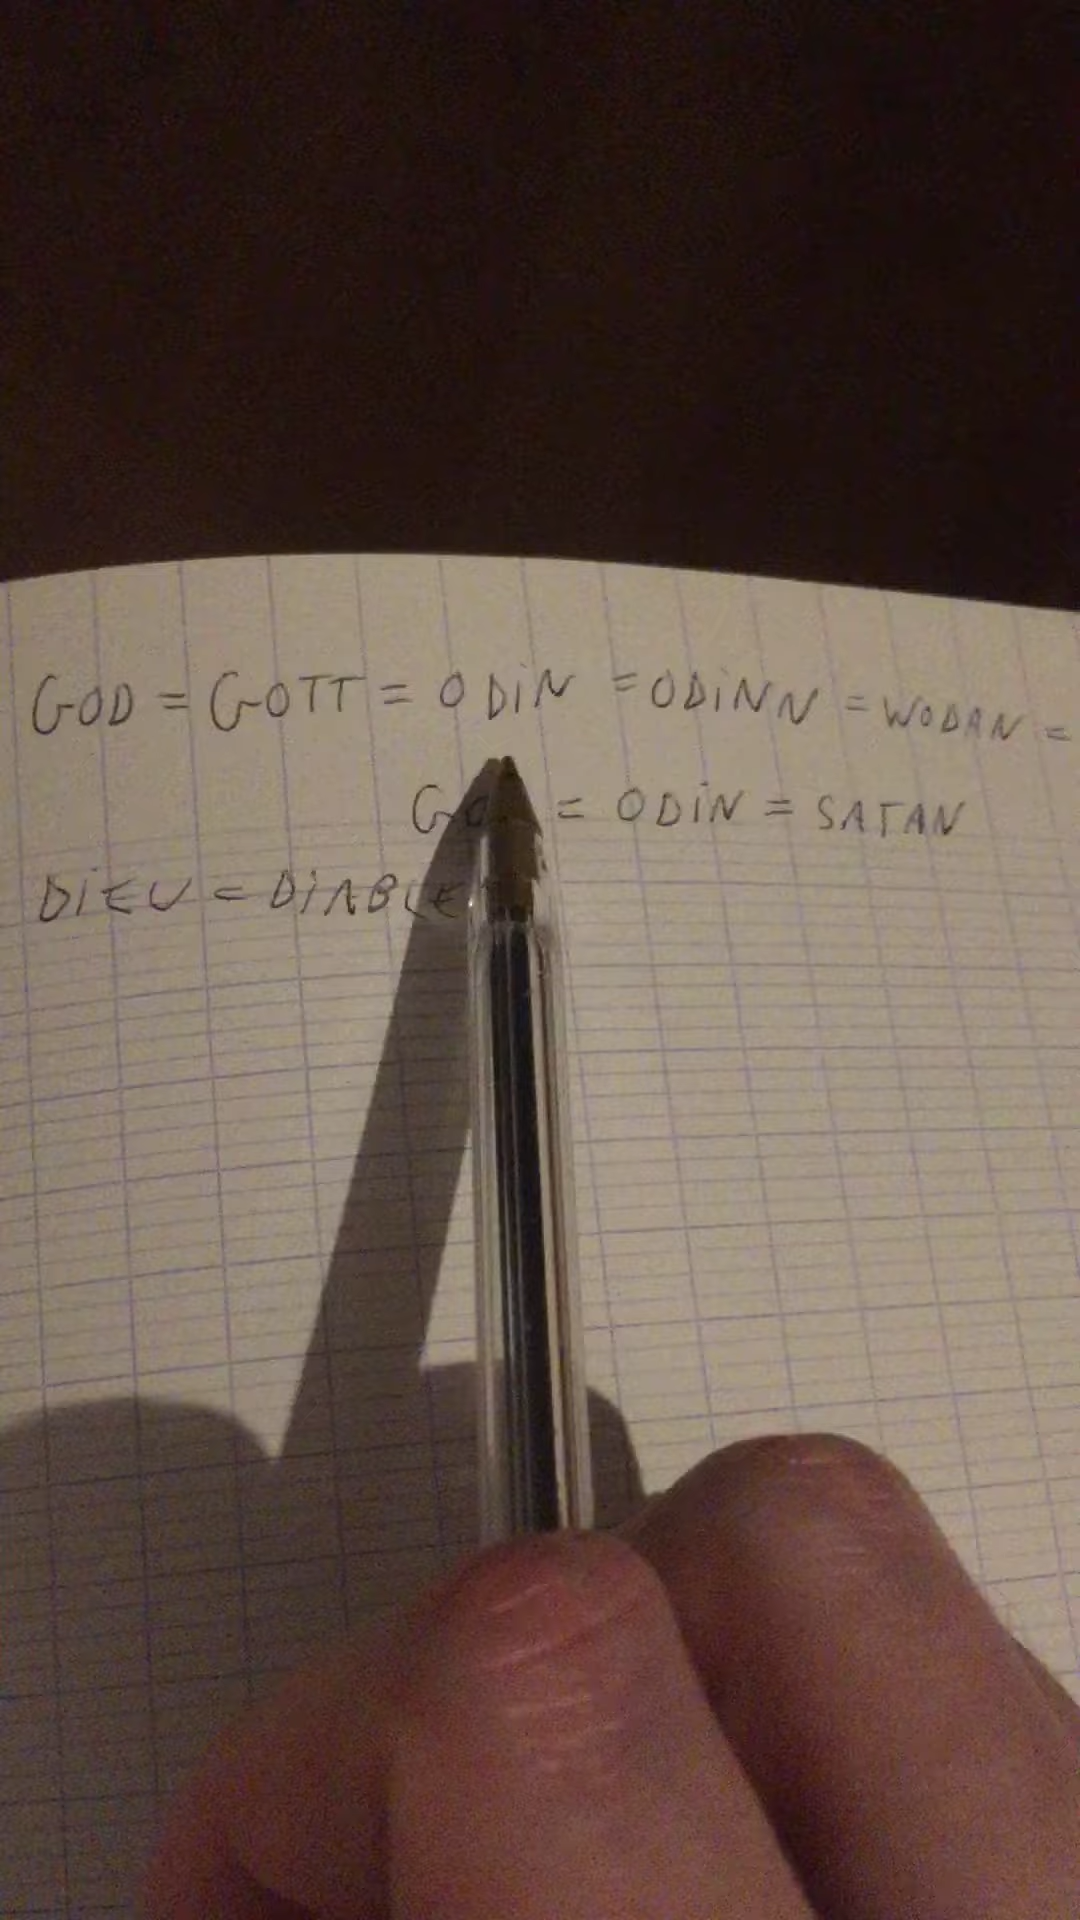 GOD = GOTT = ODiN = ODiNN = WODAN =
= ODiN = SATAN
DiEU = DiABLE